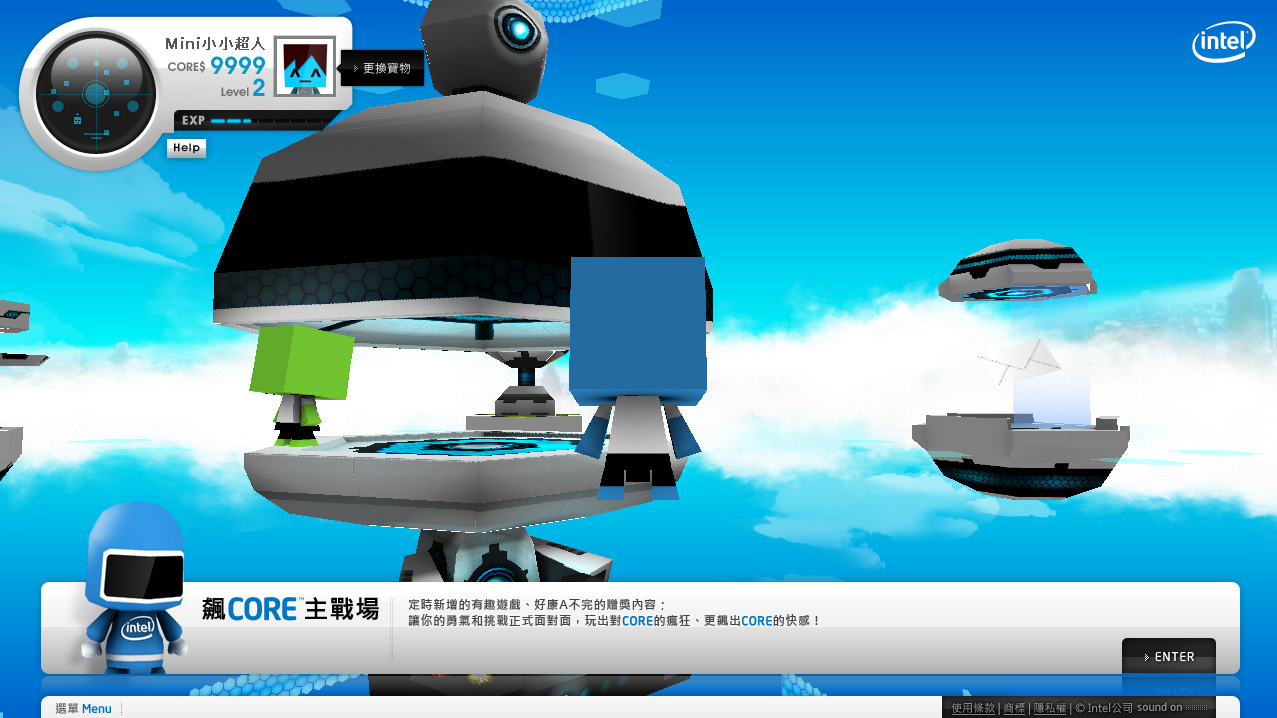 Mini小小超人
CORE$ 9999
Level 2
更換寶物
EXP
Help
intel
intel
飆CORE™主戰場
定時新增的有趣遊戲、好康A不完的贈獎內容；
讓你的勇氣和挑戰正式面對面，玩出對CORE的瘋狂、更飆出CORE的快感！
ENTER
選單 Menu
使用條款 | 商標 | 隱私權 | © Intel公司 sound on